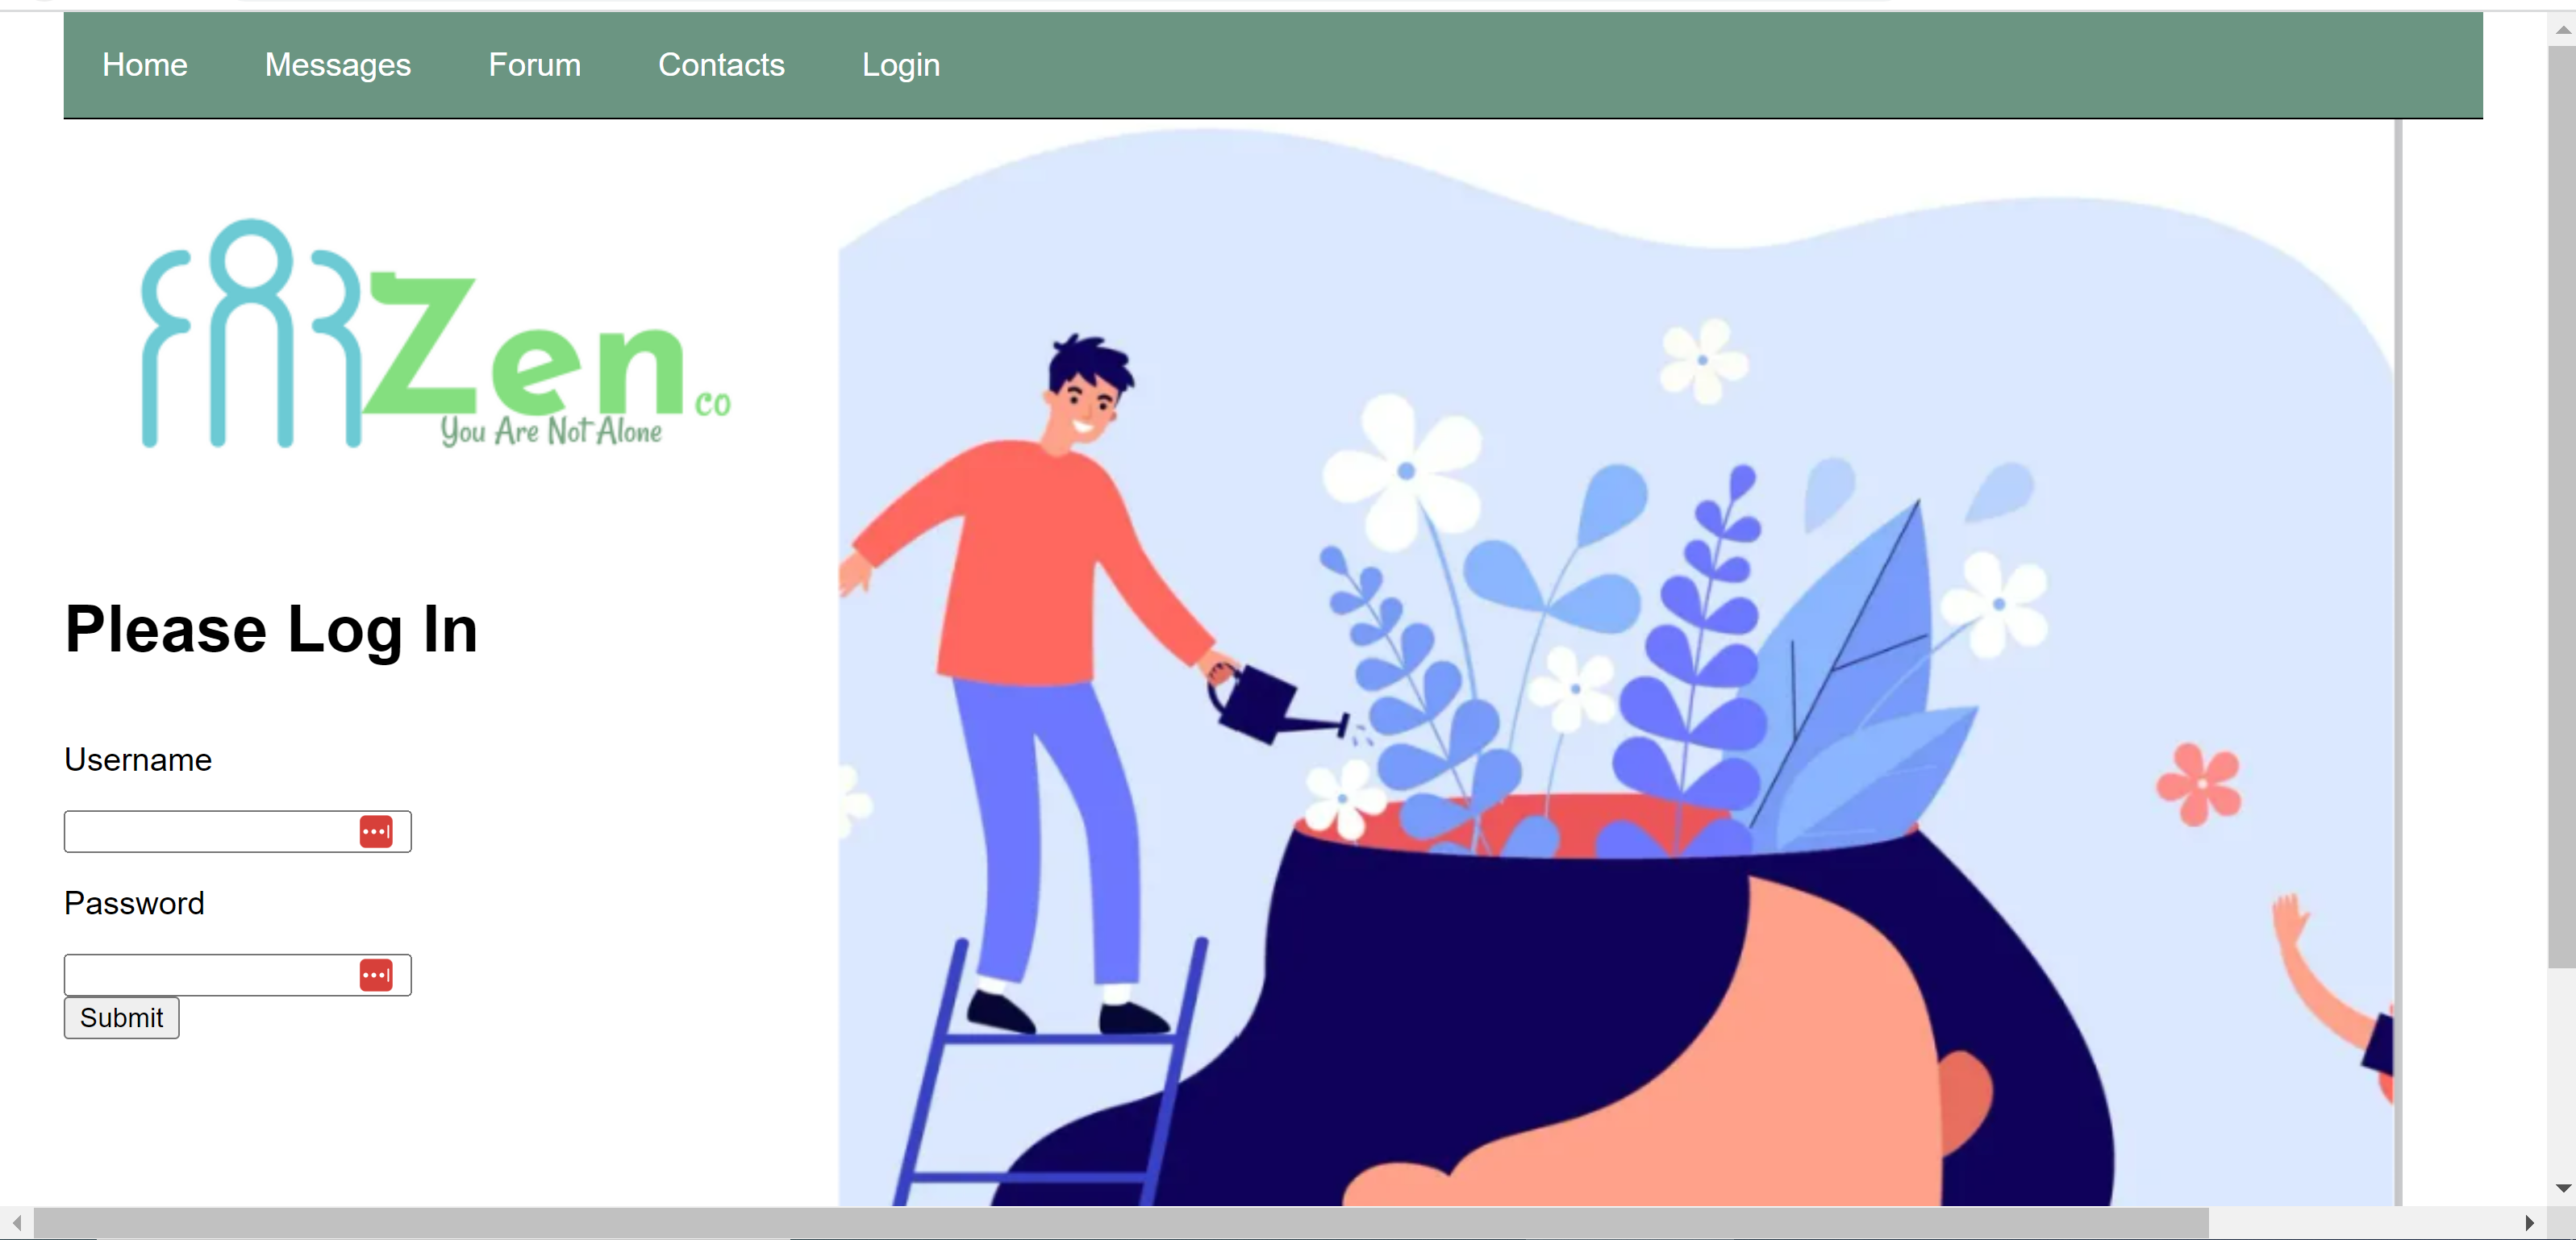 Home Messages Forum Contacts Login
Zen co
You Are Not Alone
Please Log In
Username
Password
Submit